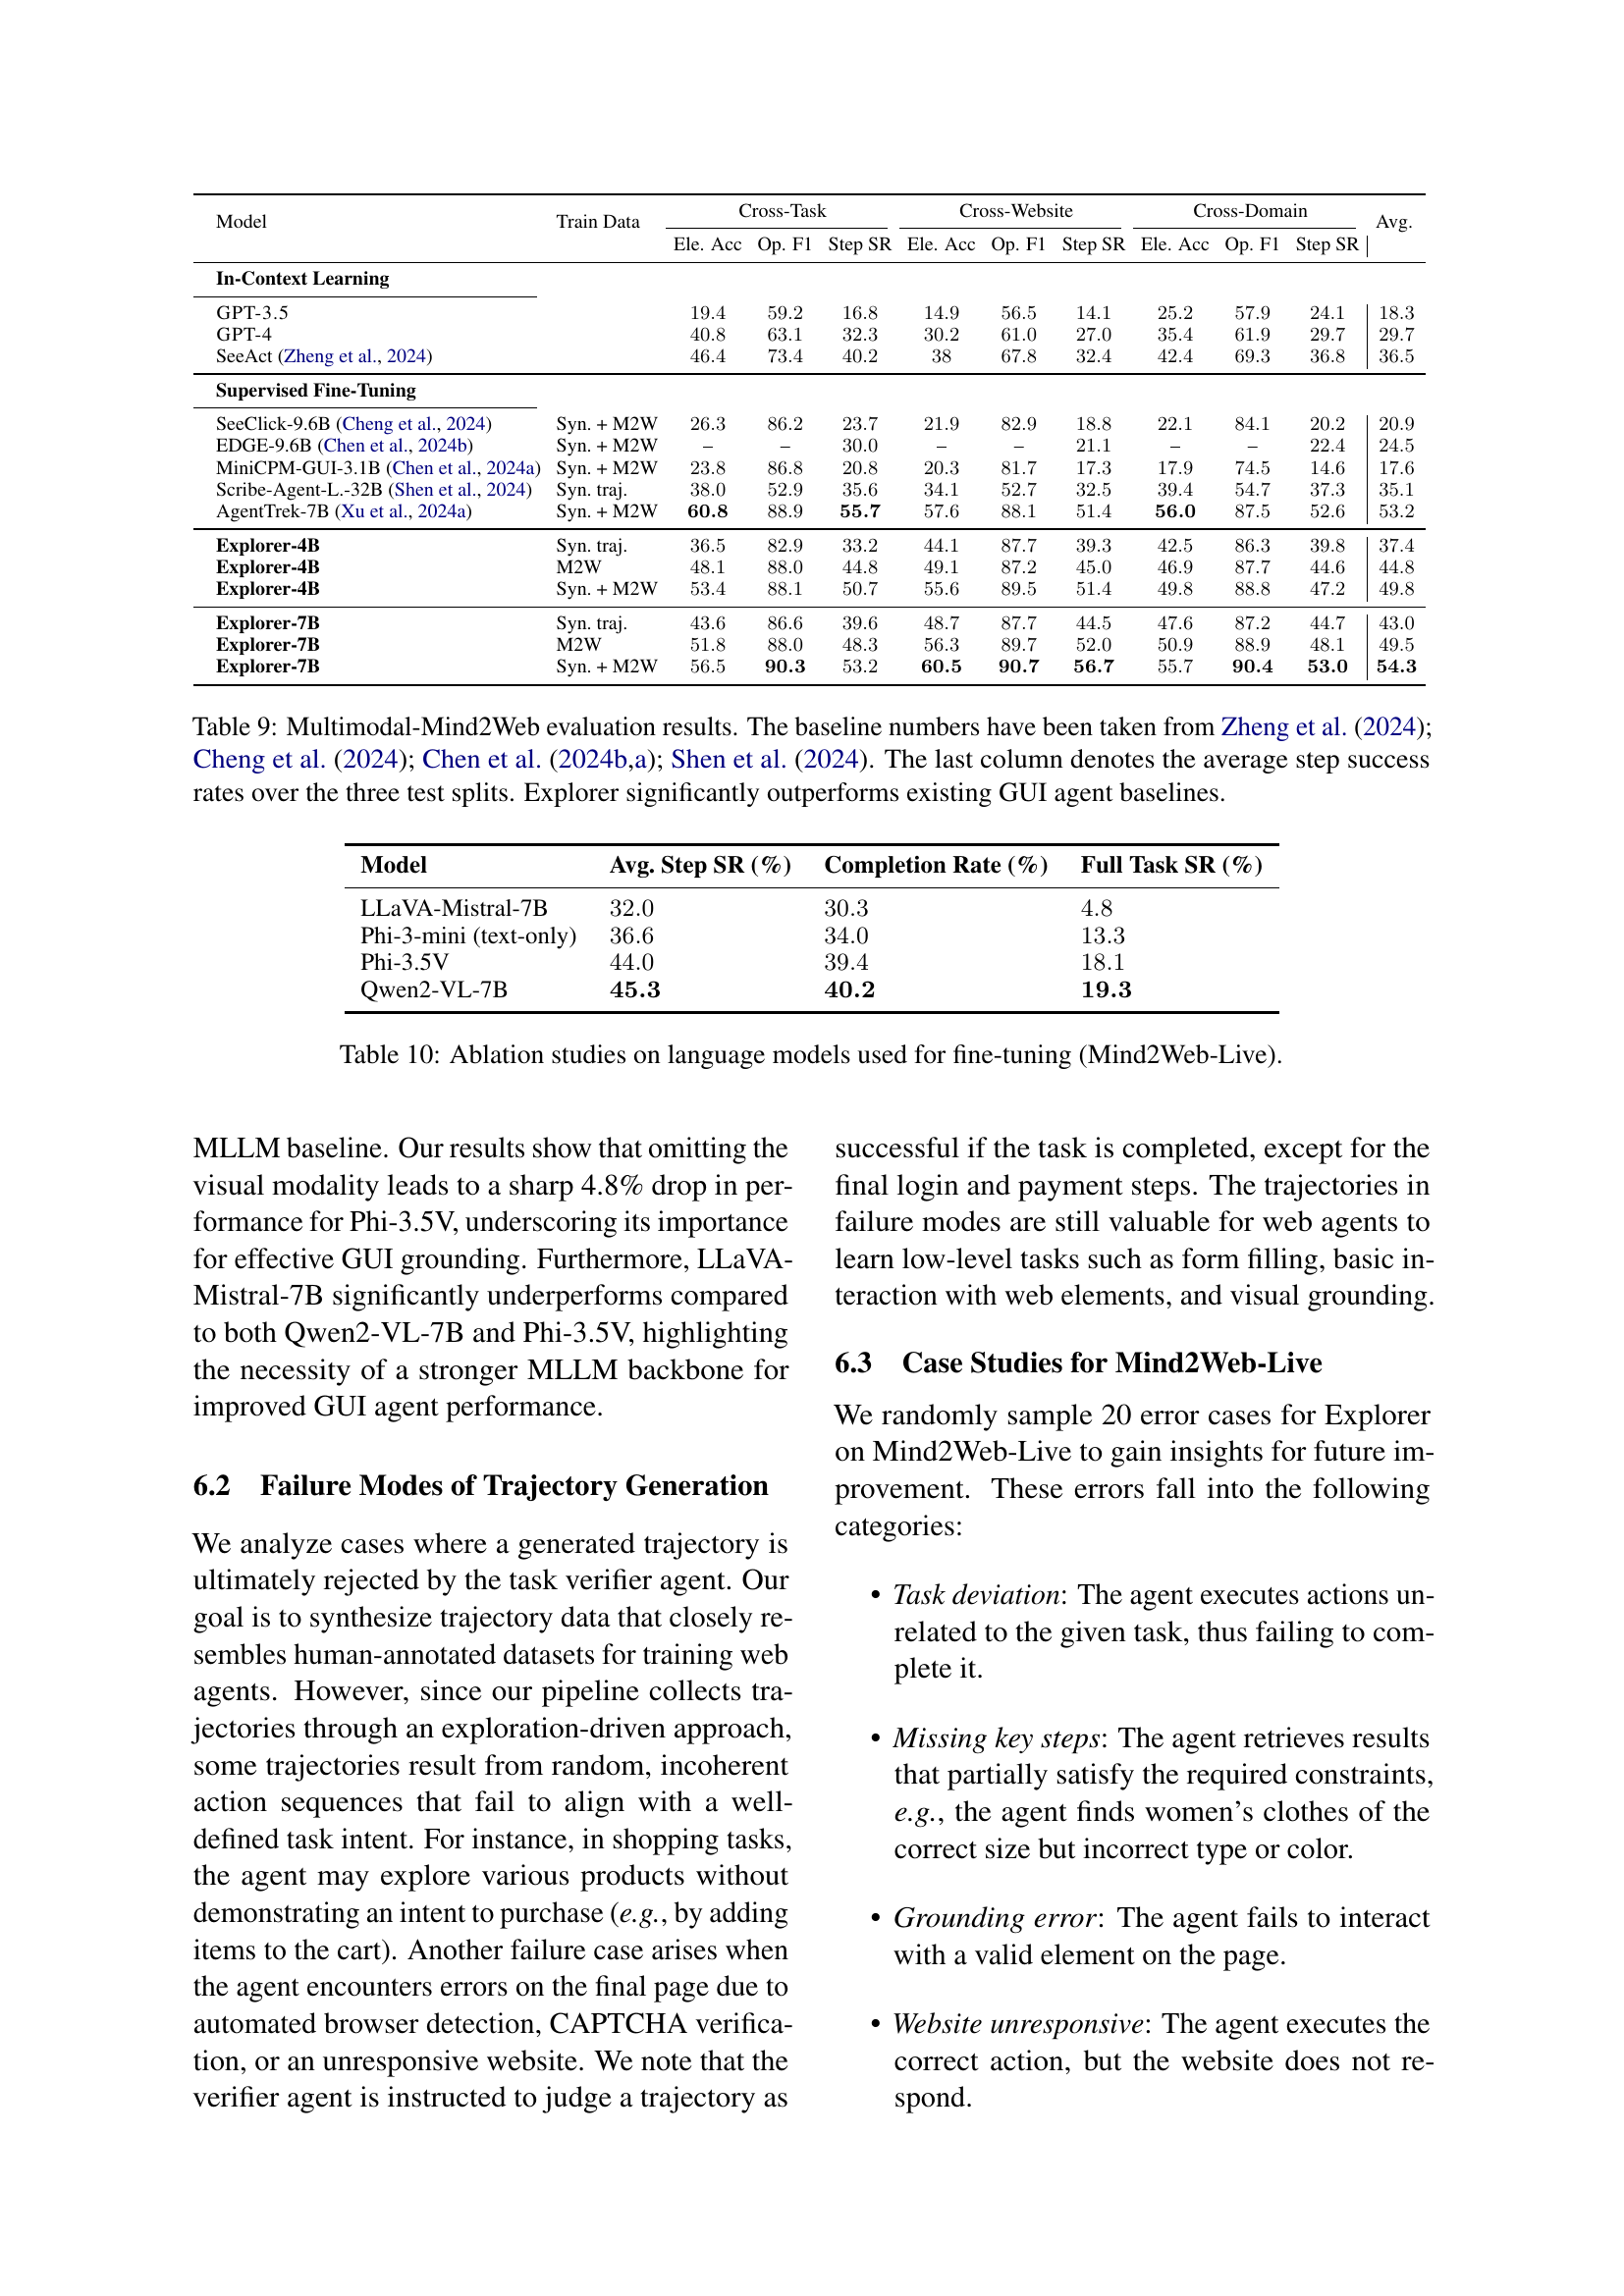 Model Train Data Cross-Task Cross-Website Cross-Domain Avg.
Ele. Acc Op. F1 Step SR Ele. Acc Op. F1 Step SR Ele. Acc Op. F1 Step SR
In-Context Learning
GPT-3.5 19.4 59.2 16.8 14.9 56.5 14.1 25.2 57.9 24.1 18.3
GPT-4 40.8 63.1 32.3 30.2 61.0 27.0 35.4 61.9 29.7 29.7
SeeAct (Zheng et al., 2024) 46.4 73.4 40.2 38 67.8 32.4 42.4 69.3 36.8 36.5
Supervised Fine-Tuning
SeeClick-9.6B (Cheng et al., 2024) Syn. + M2W 26.3 86.2 23.7 21.9 82.9 18.8 22.1 84.1 20.2 20.9
EDGE-9.6B (Chen et al., 2024b) Syn. + M2W – – 30.0 – – 21.1 – – 22.4 24.5
MiniCPM-GUI-3.1B (Chen et al., 2024a) Syn. + M2W 23.8 86.8 20.8 20.3 81.7 17.3 17.9 74.5 14.6 17.6
Scribe-Agent-L.-32B (Shen et al., 2024) Syn. traj. 38.0 52.9 35.6 34.1 52.7 32.5 39.4 54.7 37.3 35.1
AgentTrek-7B (Xu et al., 2024a) Syn. + M2W 60.8 88.9 55.7 57.6 88.1 51.4 56.0 87.5 52.6 53.2
Explorer-4B Syn. traj. 36.5 82.9 33.2 44.1 87.7 39.3 42.5 86.3 39.8 37.4
Explorer-4B M2W 48.1 88.0 44.8 49.1 87.2 45.0 46.9 87.7 44.6 44.8
Explorer-4B Syn. + M2W 53.4 88.1 50.7 55.6 89.5 51.4 49.8 88.8 47.2 49.8
Explorer-7B Syn. traj. 43.6 86.6 39.6 48.7 87.7 44.5 47.6 87.2 44.7 43.0
Explorer-7B M2W 51.8 88.0 48.3 56.3 89.7 52.0 50.9 88.9 48.1 49.5
Explorer-7B Syn. + M2W 56.5 90.3 53.2 60.5 90.7 56.7 55.7 90.4 53.0 54.3
Table 9: Multimodal-Mind2Web evaluation results. The baseline numbers have been taken from Zheng et al. (2024);
Cheng et al. (2024); Chen et al. (2024b,a); Shen et al. (2024). The last column denotes the average step success
rates over the three test splits. Explorer significantly outperforms existing GUI agent baselines.
Model Avg. Step SR (%) Completion Rate (%) Full Task SR (%)
LLaVA-Mistral-7B 32.0 30.3 4.8
Phi-3-mini (text-only) 36.6 34.0 13.3
Phi-3.5V 44.0 39.4 18.1
Qwen2-VL-7B 45.3 40.2 19.3
Table 10: Ablation studies on language models used for fine-tuning (Mind2Web-Live).
MLLM baseline. Our results show that omitting the
visual modality leads to a sharp 4.8% drop in per-
formance for Phi-3.5V, underscoring its importance
for effective GUI grounding. Furthermore, LLaVA-
Mistral-7B significantly underperforms compared
to both Qwen2-VL-7B and Phi-3.5V, highlighting
the necessity of a stronger MLLM backbone for
improved GUI agent performance.
6.2 Failure Modes of Trajectory Generation
We analyze cases where a generated trajectory is
ultimately rejected by the task verifier agent. Our
goal is to synthesize trajectory data that closely re-
sembles human-annotated datasets for training web
agents. However, since our pipeline collects tra-
jectories through an exploration-driven approach,
some trajectories result from random, incoherent
action sequences that fail to align with a well-
defined task intent. For instance, in shopping tasks,
the agent may explore various products without
demonstrating an intent to purchase (e.g., by adding
items to the cart). Another failure case arises when
the agent encounters errors on the final page due to
automated browser detection, CAPTCHA verifica-
tion, or an unresponsive website. We note that the
verifier agent is instructed to judge a trajectory as
successful if the task is completed, except for the
final login and payment steps. The trajectories in
failure modes are still valuable for web agents to
learn low-level tasks such as form filling, basic in-
teraction with web elements, and visual grounding.
6.3 Case Studies for Mind2Web-Live
We randomly sample 20 error cases for Explorer
on Mind2Web-Live to gain insights for future im-
provement. These errors fall into the following
categories:
• Task deviation: The agent executes actions un-
related to the given task, thus failing to com-
plete it.
• Missing key steps: The agent retrieves results
that partially satisfy the required constraints,
e.g., the agent finds women's clothes of the
correct size but incorrect type or color.
• Grounding error: The agent fails to interact
with a valid element on the page.
• Website unresponsive: The agent executes the
correct action, but the website does not re-
spond.